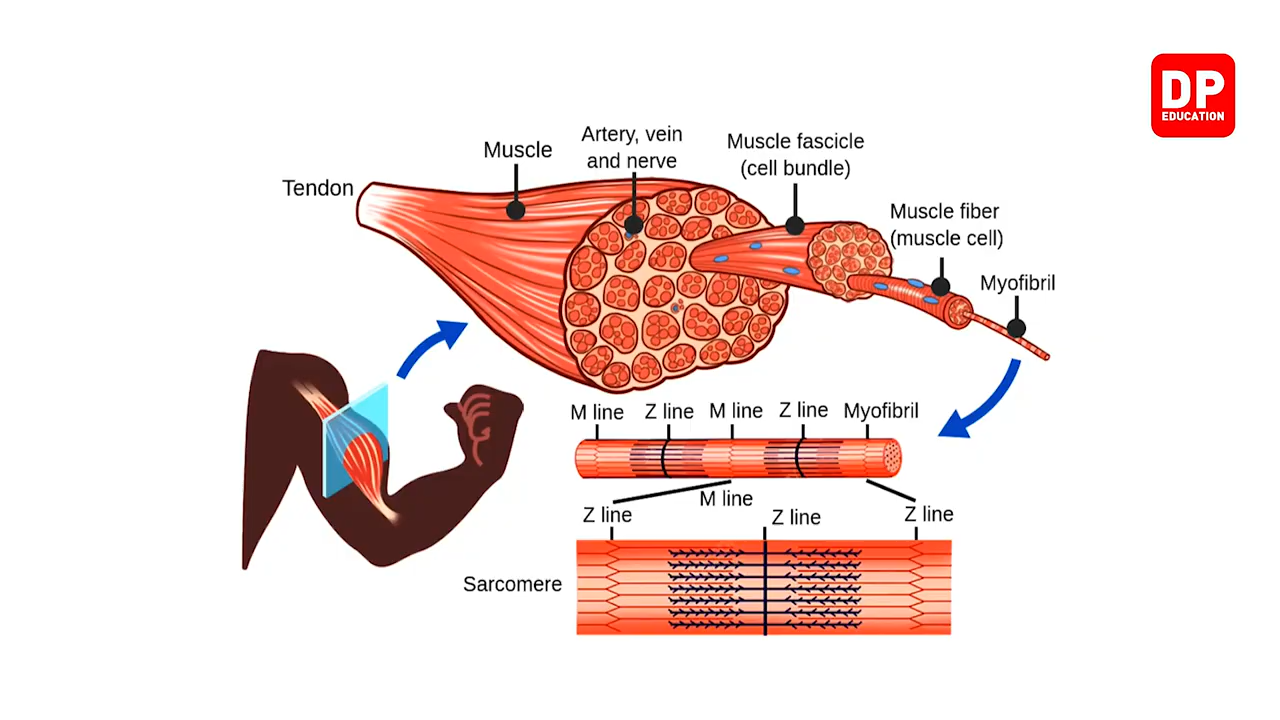 DP
EDUCATION
Artery, vein
and nerve
Muscle
Muscle fascicle
(cell bundle)
Tendon
Muscle fiber
(muscle cell)
Myofibril
M line
Z line
M line
Z line
Myofibril
M line
Z line
Z line
Z line
Sarcomere